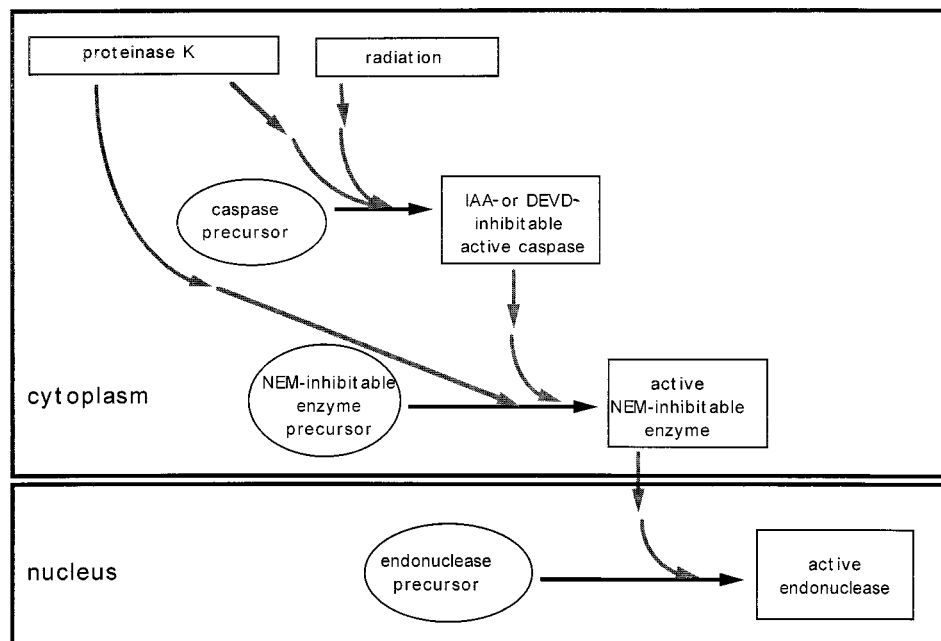 proteinase K
radiation
caspase
precursor
IAA-or DEVD-
inhibitable
active caspase
cytoplasm
NEM-inhibitable
enzyme
precursor
active
NEM-inhibitable
enzyme
nucleus
endonuclease
precursor
active
endonuclease